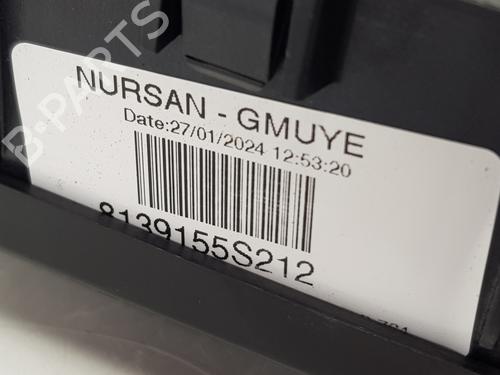 B-PARTS
NURSAN - GMUYE
Date:27/01/2024 12:53:20
8139155S212